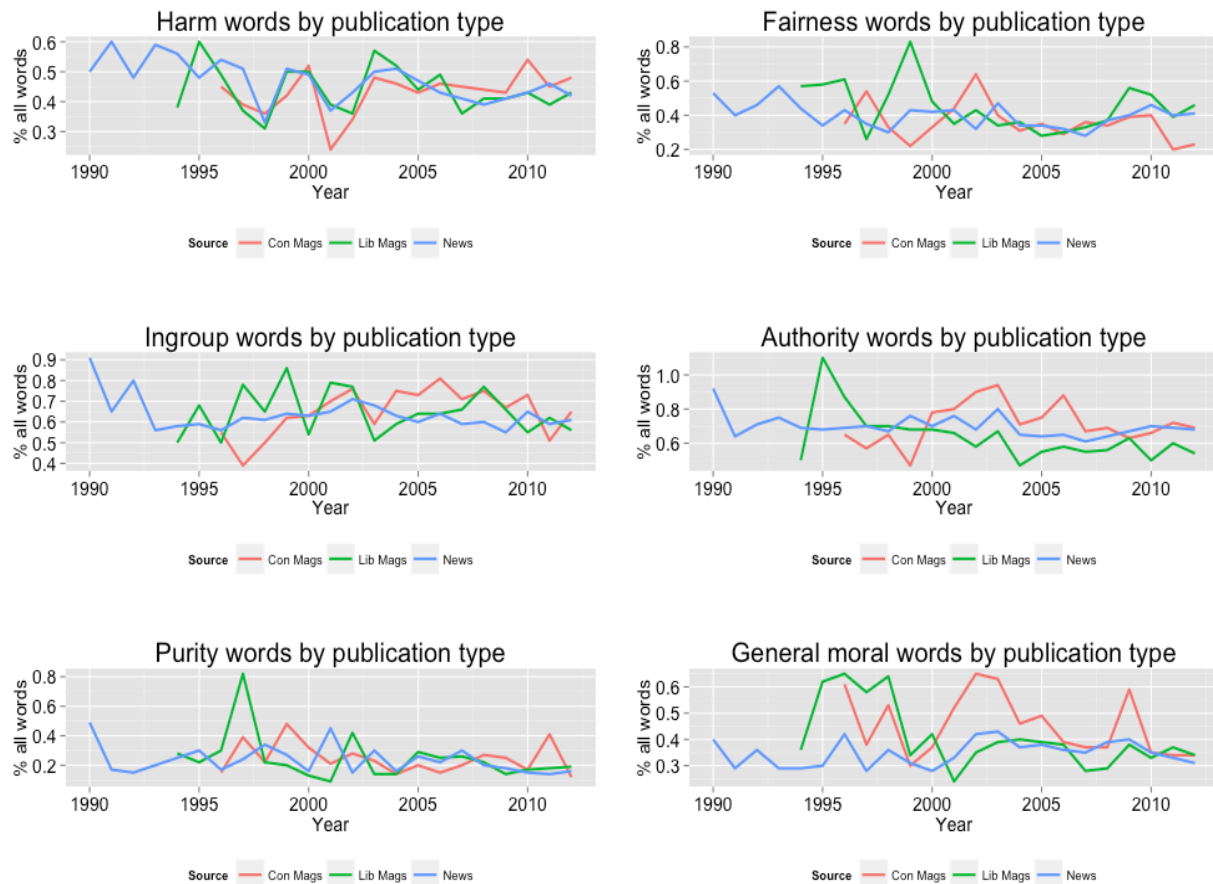 Harm words by publication type
% all words
0.6
0.5
0.4
0.3
1990 1995 2000 2005 2010
Year
Source Con Mags Lib Mags News
Fairness words by publication type
% all words
0.8
0.6
0.4
0.2
1990 1995 2000 2005 2010
Year
Source Con Mags Lib Mags News
Ingroup words by publication type
% all words
0.9
0.8
0.7
0.6
0.5
0.4
1990 1995 2000 2005 2010
Year
Source Con Mags Lib Mags News
Authority words by publication type
% all words
1.0
0.8
0.6
1990 1995 2000 2005 2010
Year
Source Con Mags Lib Mags News
Purity words by publication type
% all words
0.8
0.6
0.4
0.2
1990 1995 2000 2005 2010
Year
Source Con Mags Lib Mags News
General moral words by publication type
% all words
0.6
0.5
0.4
0.3
1990 1995 2000 2005 2010
Year
Source Con Mags Lib Mags News